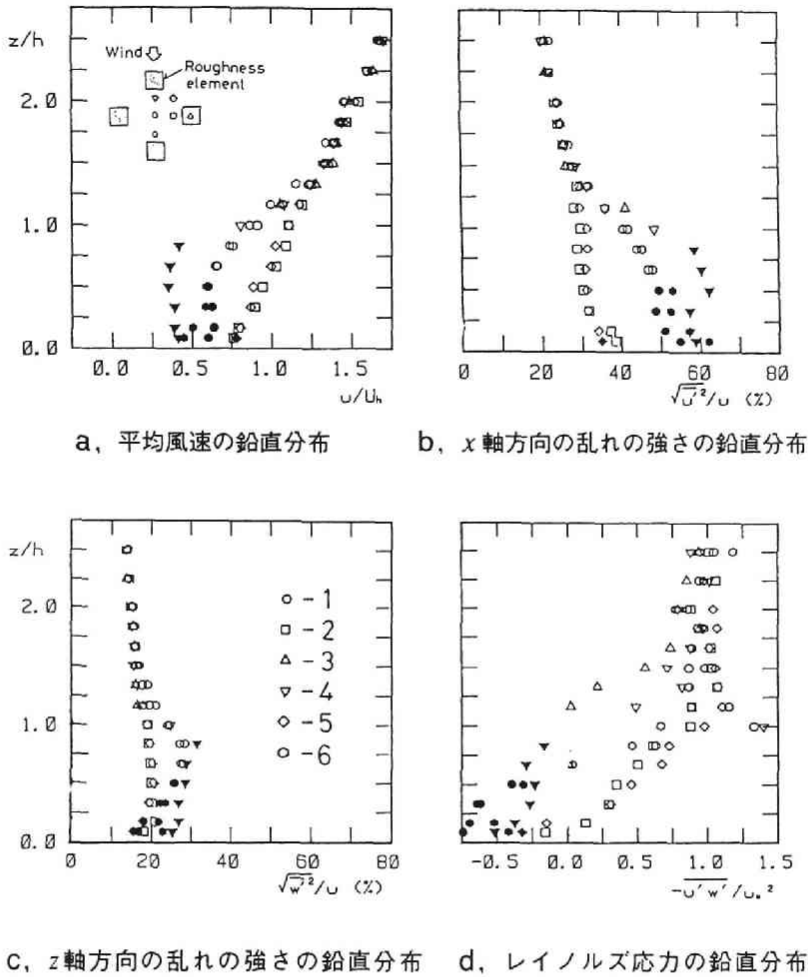 z/h
Wind
Roughness
element
2.0
1.0
0.0
0.0 0.5 1.0 1.5
u/Uh
a, 平均風速の鉛直分布
0 20 40 60 80
√u'²/u (%)
b, x軸方向の乱れの強さの鉛直分布
z/h
2.0
1.0
0.0
○ - 1
□ - 2
△ - 3
▽ - 4
◇ - 5
○ - 6
0 20 40 60 80
√w'²/u (%)
c, z軸方向の乱れの強さの鉛直分布
-0.5 0.0 0.5 1.0 1.5
-u'w'/u*²
d, レイノルズ応力の鉛直分布